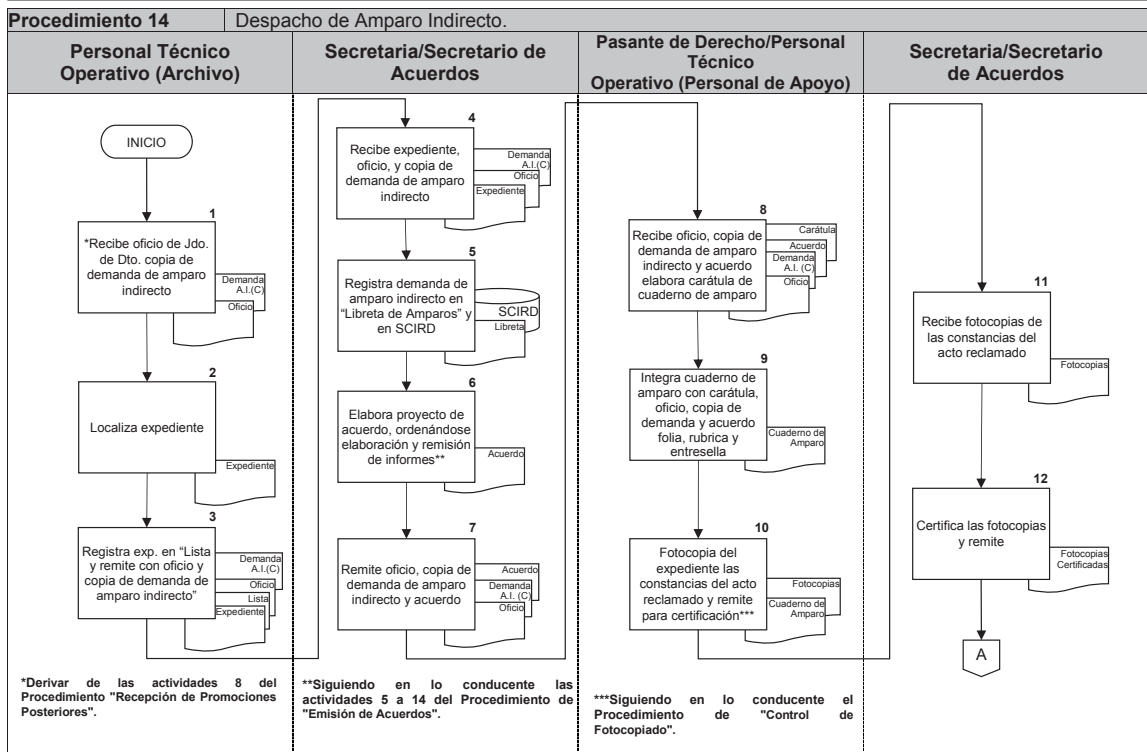 Procedimiento 14
Despacho de Amparo Indirecto.
Personal Técnico
Operativo (Archivo)
Secretaria/Secretario de
Acuerdos
Pasante de Derecho/Personal
Técnico
Operativo (Personal de Apoyo)
Secretaria/Secretario
de Acuerdos
INICIO
1
*Recibe oficio de Jdo.
de Dto. copia de
demanda de amparo
indirecto
Demanda
A.I.(C)
Oficio
2
Localiza expediente
Expediente
3
Registra exp. en "Lista
y remite con oficio y
copia de demanda de
amparo indirecto"
Demanda
A.I.(C)
Oficio
Lista
Expediente
*Derivar de las actividades 8 del
Procedimiento "Recepción de Promociones
Posteriores".
4
Recibe expediente,
oficio, y copia de
demanda de amparo
indirecto
Demanda
A.I.(C)
Oficio
Expediente
5
Registra demanda de
amparo indirecto en
"Libreta de Amparos" y
en SCIRD
SCIRD
Libreta
6
Elabora proyecto de
acuerdo, ordenándose
elaboración y remisión
de informes**
Acuerdo
7
Remite oficio, copia de
demanda de amparo
indirecto y acuerdo
Acuerdo
Demanda
A.I. (C)
Oficio
**Siguiendo en lo conducente las
actividades 5 a 14 del Procedimiento de
"Emisión de Acuerdos".
8
Recibe oficio, copia de
demanda de amparo
indirecto y acuerdo
elabora carátula de
cuaderno de amparo
Carátula
Acuerdo
Demanda
A.I. (C)
Oficio
9
Integra cuaderno de
amparo con carátula,
oficio, copia de
demanda y acuerdo
folia, rubrica y
entresella
Cuaderno de
Amparo
10
Fotocopia del
expediente las
constancias del acto
reclamado y remite
para certificación***
Fotocopias
Cuaderno de
Amparo
***Siguiendo en lo conducente el
Procedimiento de "Control de
Fotocopiado".
11
Recibe fotocopias de
las constancias del
acto reclamado
Fotocopias
12
Certifica las fotocopias
y remite
Fotocopias
Certificadas
A